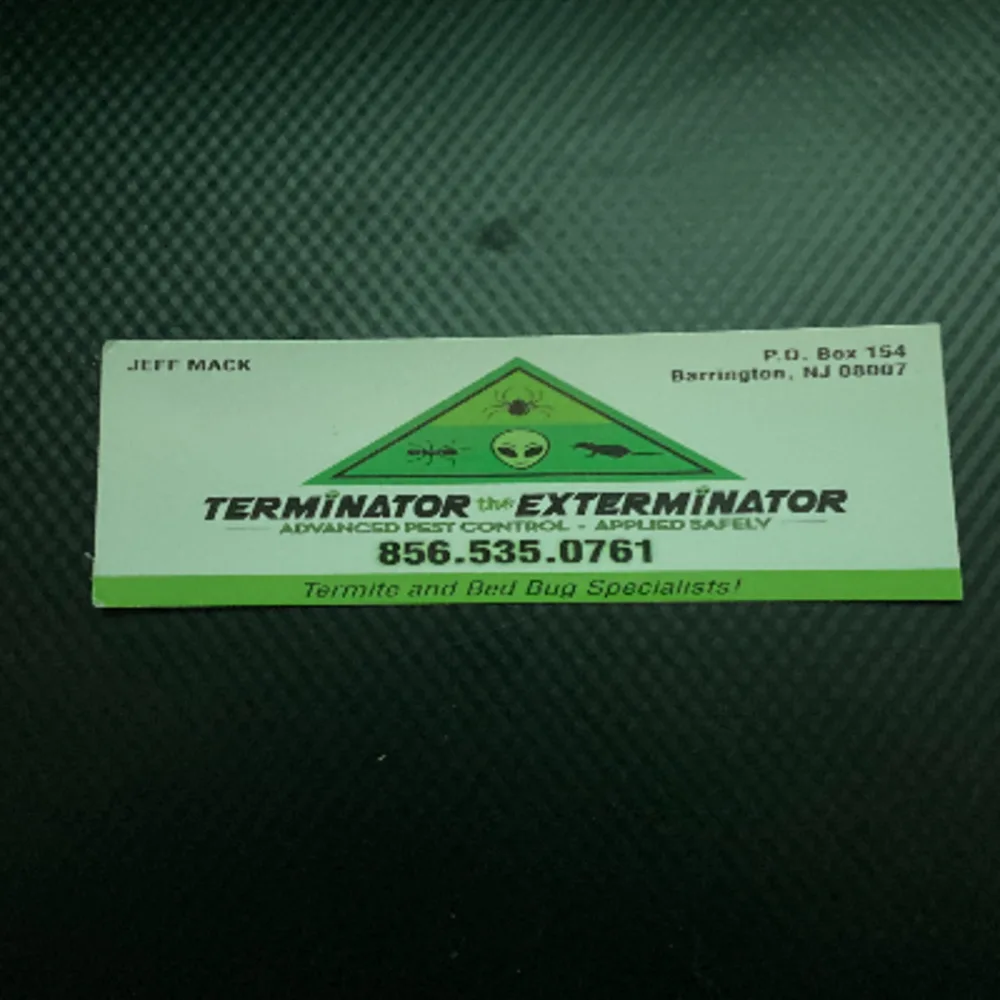 JEFF MACK
P.O. Box 154
Barrington, NJ 08007
TERMINATOR the EXTERMINATOR
ADVANCED PEST CONTROL - APPLIED SAFELY
856.535.0761
Termite and Bed Bug Specialists!